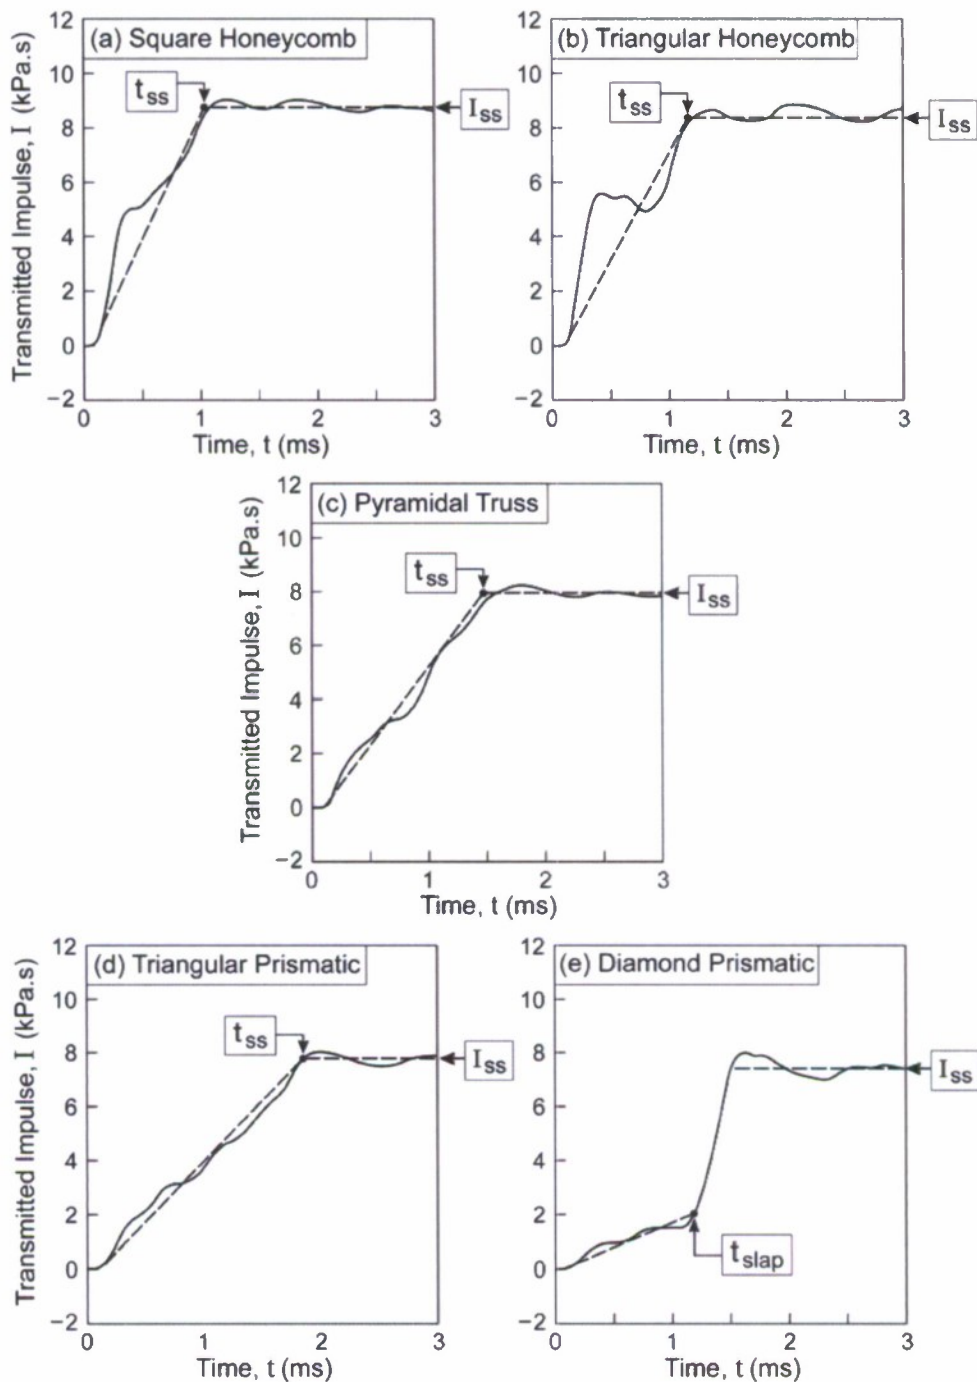 (a) Square Honeycomb
Transmitted Impulse, I (kPa.s)
12
10
8
6
4
2
0
−2
t_ss
I_ss
0 1 2 3
Time, t (ms)
(b) Triangular Honeycomb
12
10
8
6
4
2
0
−2
t_ss
I_ss
0 1 2 3
Time, t (ms)
(c) Pyramidal Truss
Transmitted Impulse, I (kPa.s)
12
10
8
6
4
2
0
−2
t_ss
I_ss
0 1 2 3
Time, t (ms)
(d) Triangular Prismatic
Transmitted Impulse, I (kPa.s)
12
10
8
6
4
2
0
−2
t_ss
I_ss
0 1 2 3
Time, t (ms)
(e) Diamond Prismatic
12
10
8
6
4
2
0
−2
I_ss
t_slap
0 1 2 3
Time, t (ms)